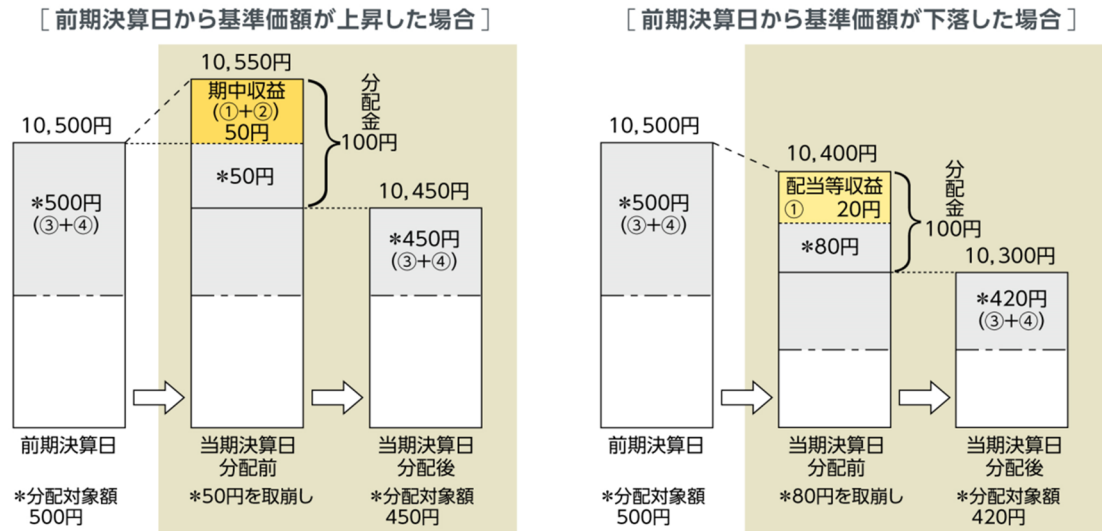 ［前期決算日から基準価額が上昇した場合］
10,550円
期中収益
(①+②)
50円
分配金
100円
10,500円
*50円
10,450円
*500円
(③+④)
*450円
(③+④)
前期決算日
当期決算日
分配前
当期決算日
分配後
*分配対象額
500円
*50円を取崩し
*分配対象額
450円
［前期決算日から基準価額が下落した場合］
10,500円
10,400円
配当等収益
① 20円
分配金
100円
*500円
(③+④)
*80円
10,300円
*420円
(③+④)
前期決算日
当期決算日
分配前
当期決算日
分配後
*分配対象額
500円
*80円を取崩し
*分配対象額
420円